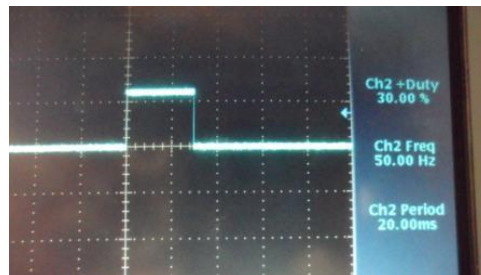 Ch2 +Duty
30.00 %
Ch2 Freq
50.00 Hz
Ch2 Period
20.00ms